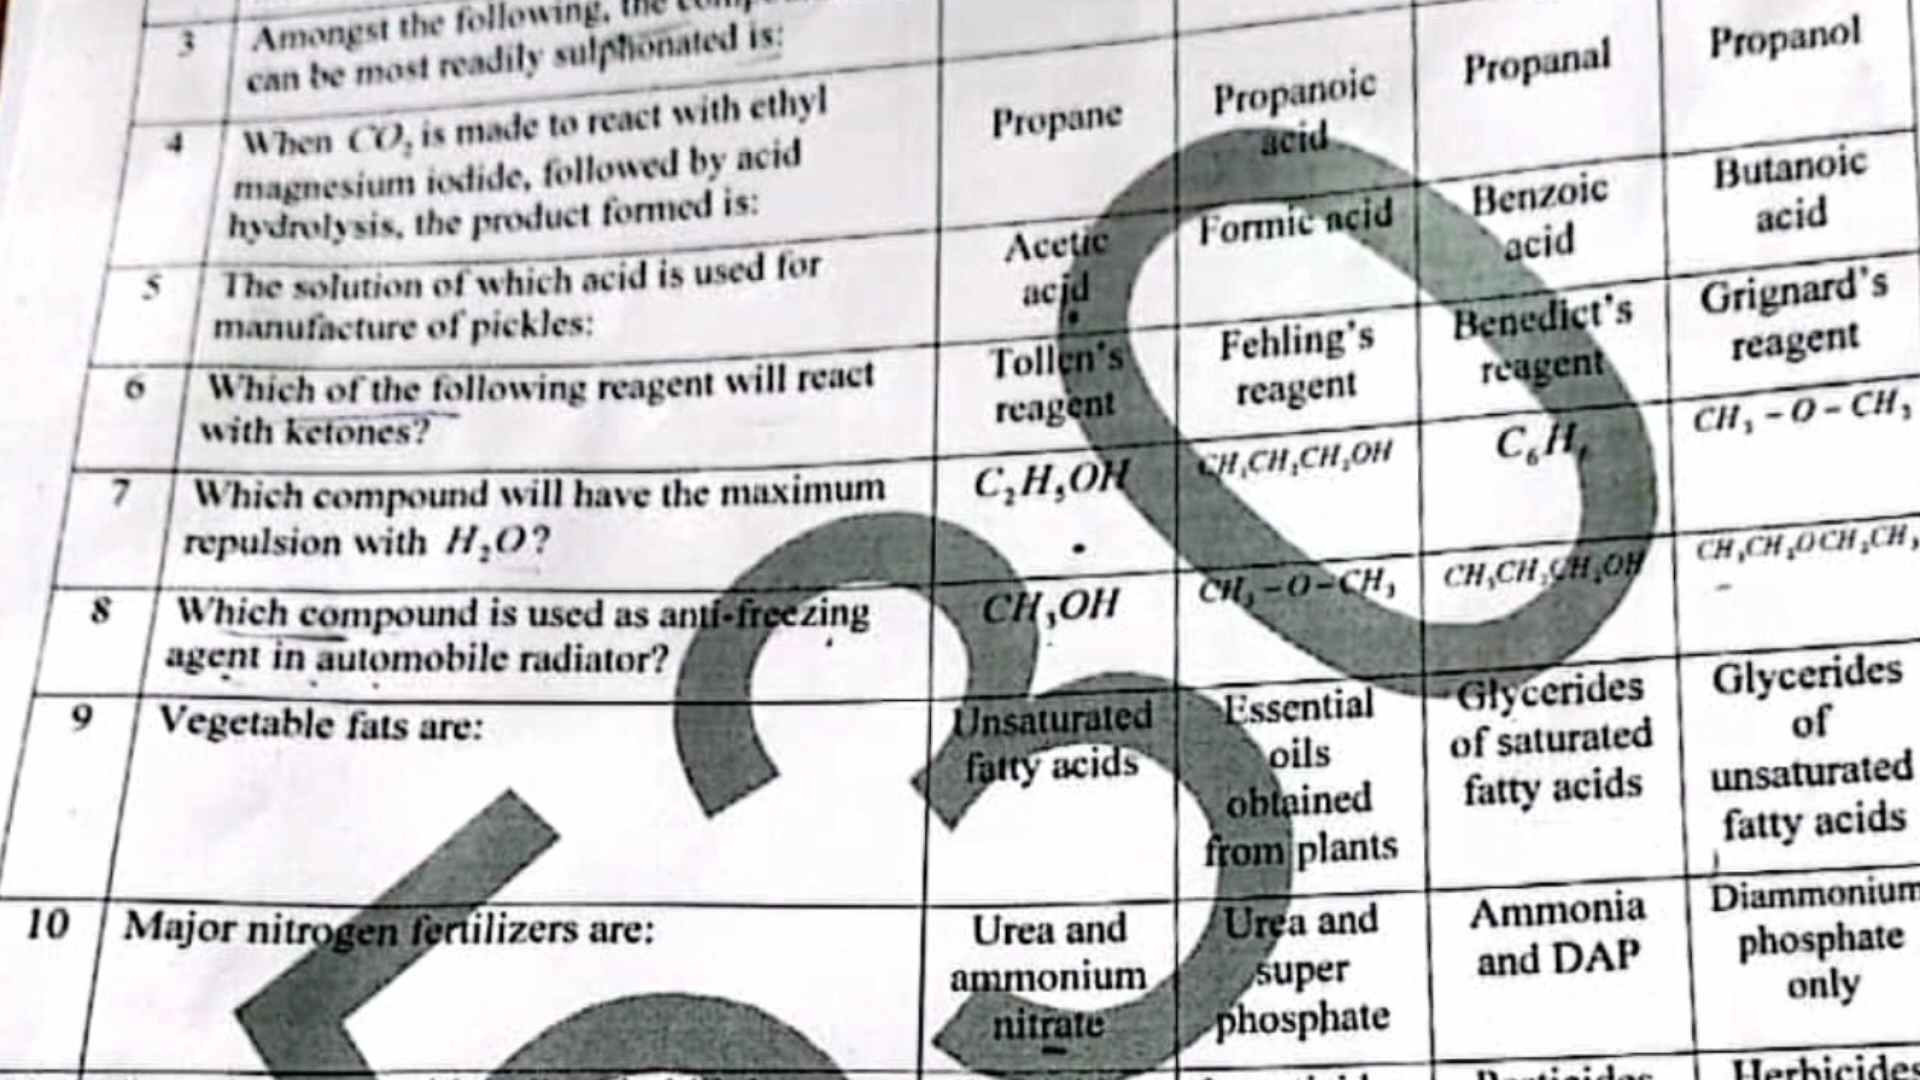 3 Amongst the following, the
can be most readily sulphonated is:
4 When CO₂ is made to react with ethyl
magnesium iodide, followed by acid
hydrolysis, the product formed is:
Propane
Propanoic
acid
Propanal
Propanol
5 The solution of which acid is used for
manufacture of pickles:
Acetic
acid
Formic acid
Benzoic
acid
Butanoic
acid
6 Which of the following reagent will react
with ketones?
Tollen's
reagent
Fehling's
reagent
Benedict's
reagent
Grignard's
reagent
7 Which compound will have the maximum
repulsion with H₂O?
C₂H₅OH
CH₃CH₂CH₂OH
C₆H₆
CH₃ – O – CH₃
8 Which compound is used as anti-freezing
agent in automobile radiator?
CH₃OH
CH₃ – O – CH₃
CH₃CH₂CH₂OH
CH₃CH₂OCH₂CH₃
9 Vegetable fats are:
Unsaturated
fatty acids
Essential
oils
obtained
from plants
Glycerides
of saturated
fatty acids
Glycerides
of
unsaturated
fatty acids
10 Major nitrogen fertilizers are:
Urea and
ammonium
nitrate
Urea and
super
phosphate
Ammonia
and DAP
Diammonium
phosphate
only
Herbicides